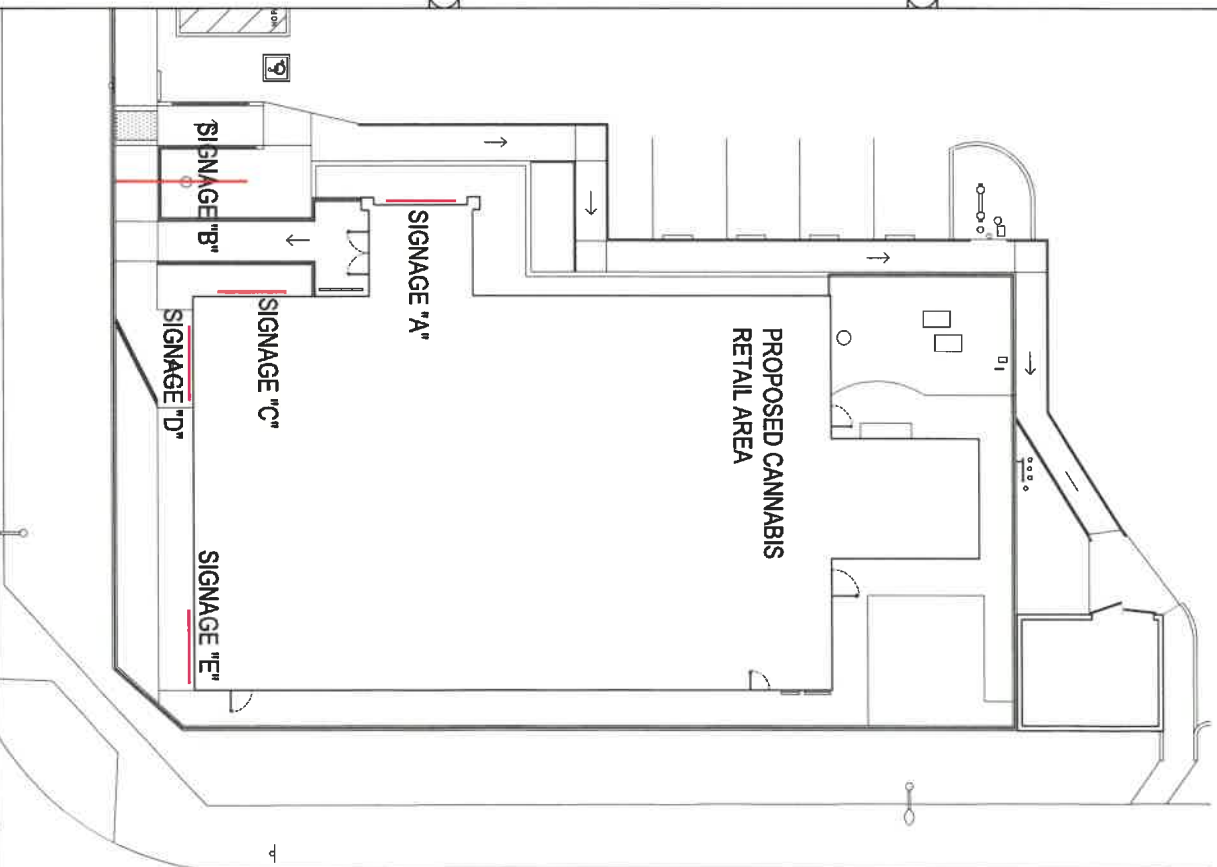 SIGNAGE "B"
SIGNAGE "A"
SIGNAGE "C"
SIGNAGE "D"
SIGNAGE "E"
PROPOSED CANNABIS
RETAIL AREA